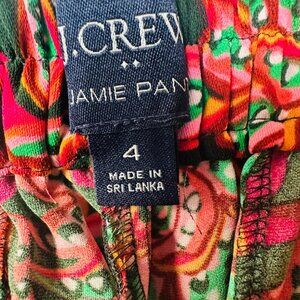 J.CREW
JAMIE PAN
4
MADE IN
SRI LANKA